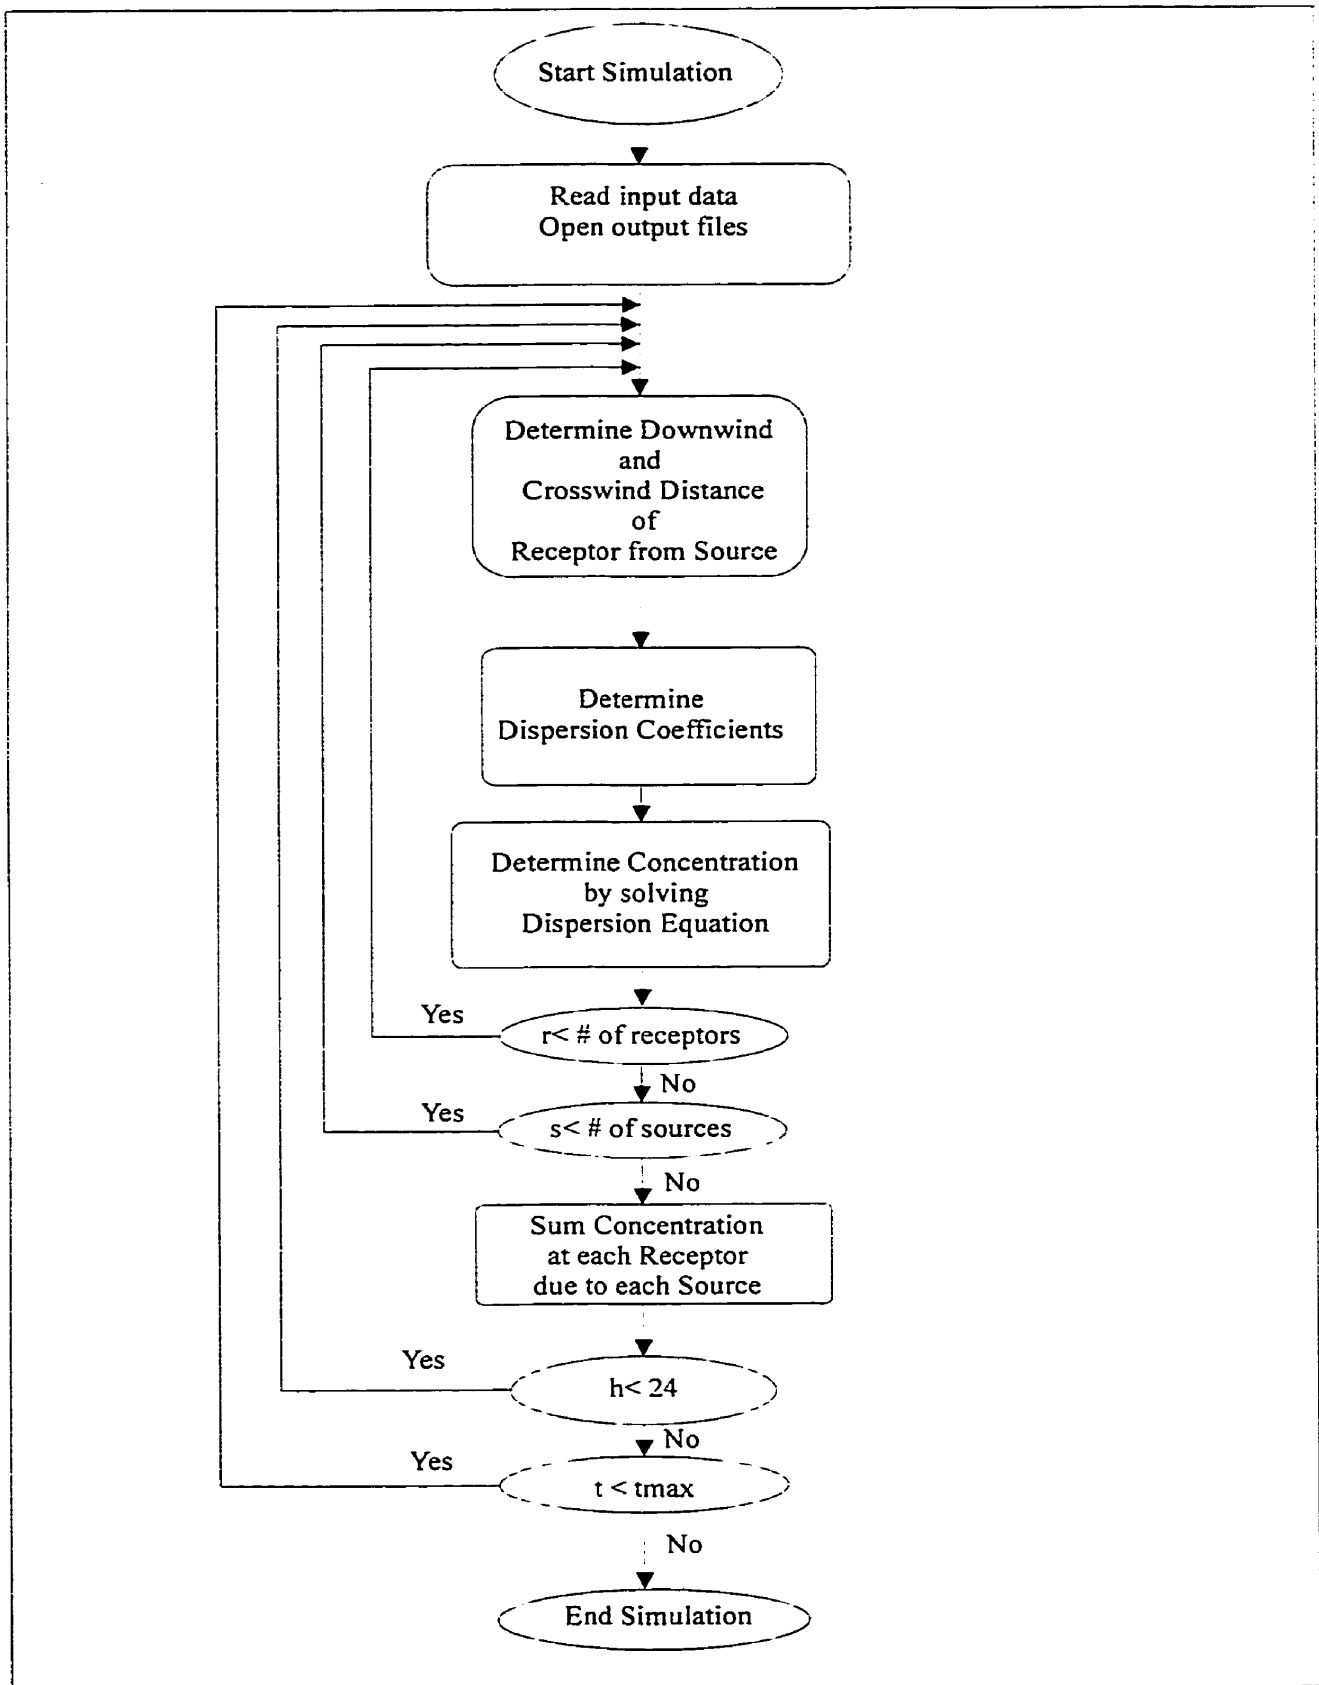 Start Simulation
Read input data
Open output files
Determine Downwind
and
Crosswind Distance
of
Receptor from Source
Determine
Dispersion Coefficients
Determine Concentration
by solving
Dispersion Equation
Yes
r< # of receptors
No
Yes
s< # of sources
No
Sum Concentration
at each Receptor
due to each Source
Yes
h< 24
No
Yes
t < tmax
No
End Simulation